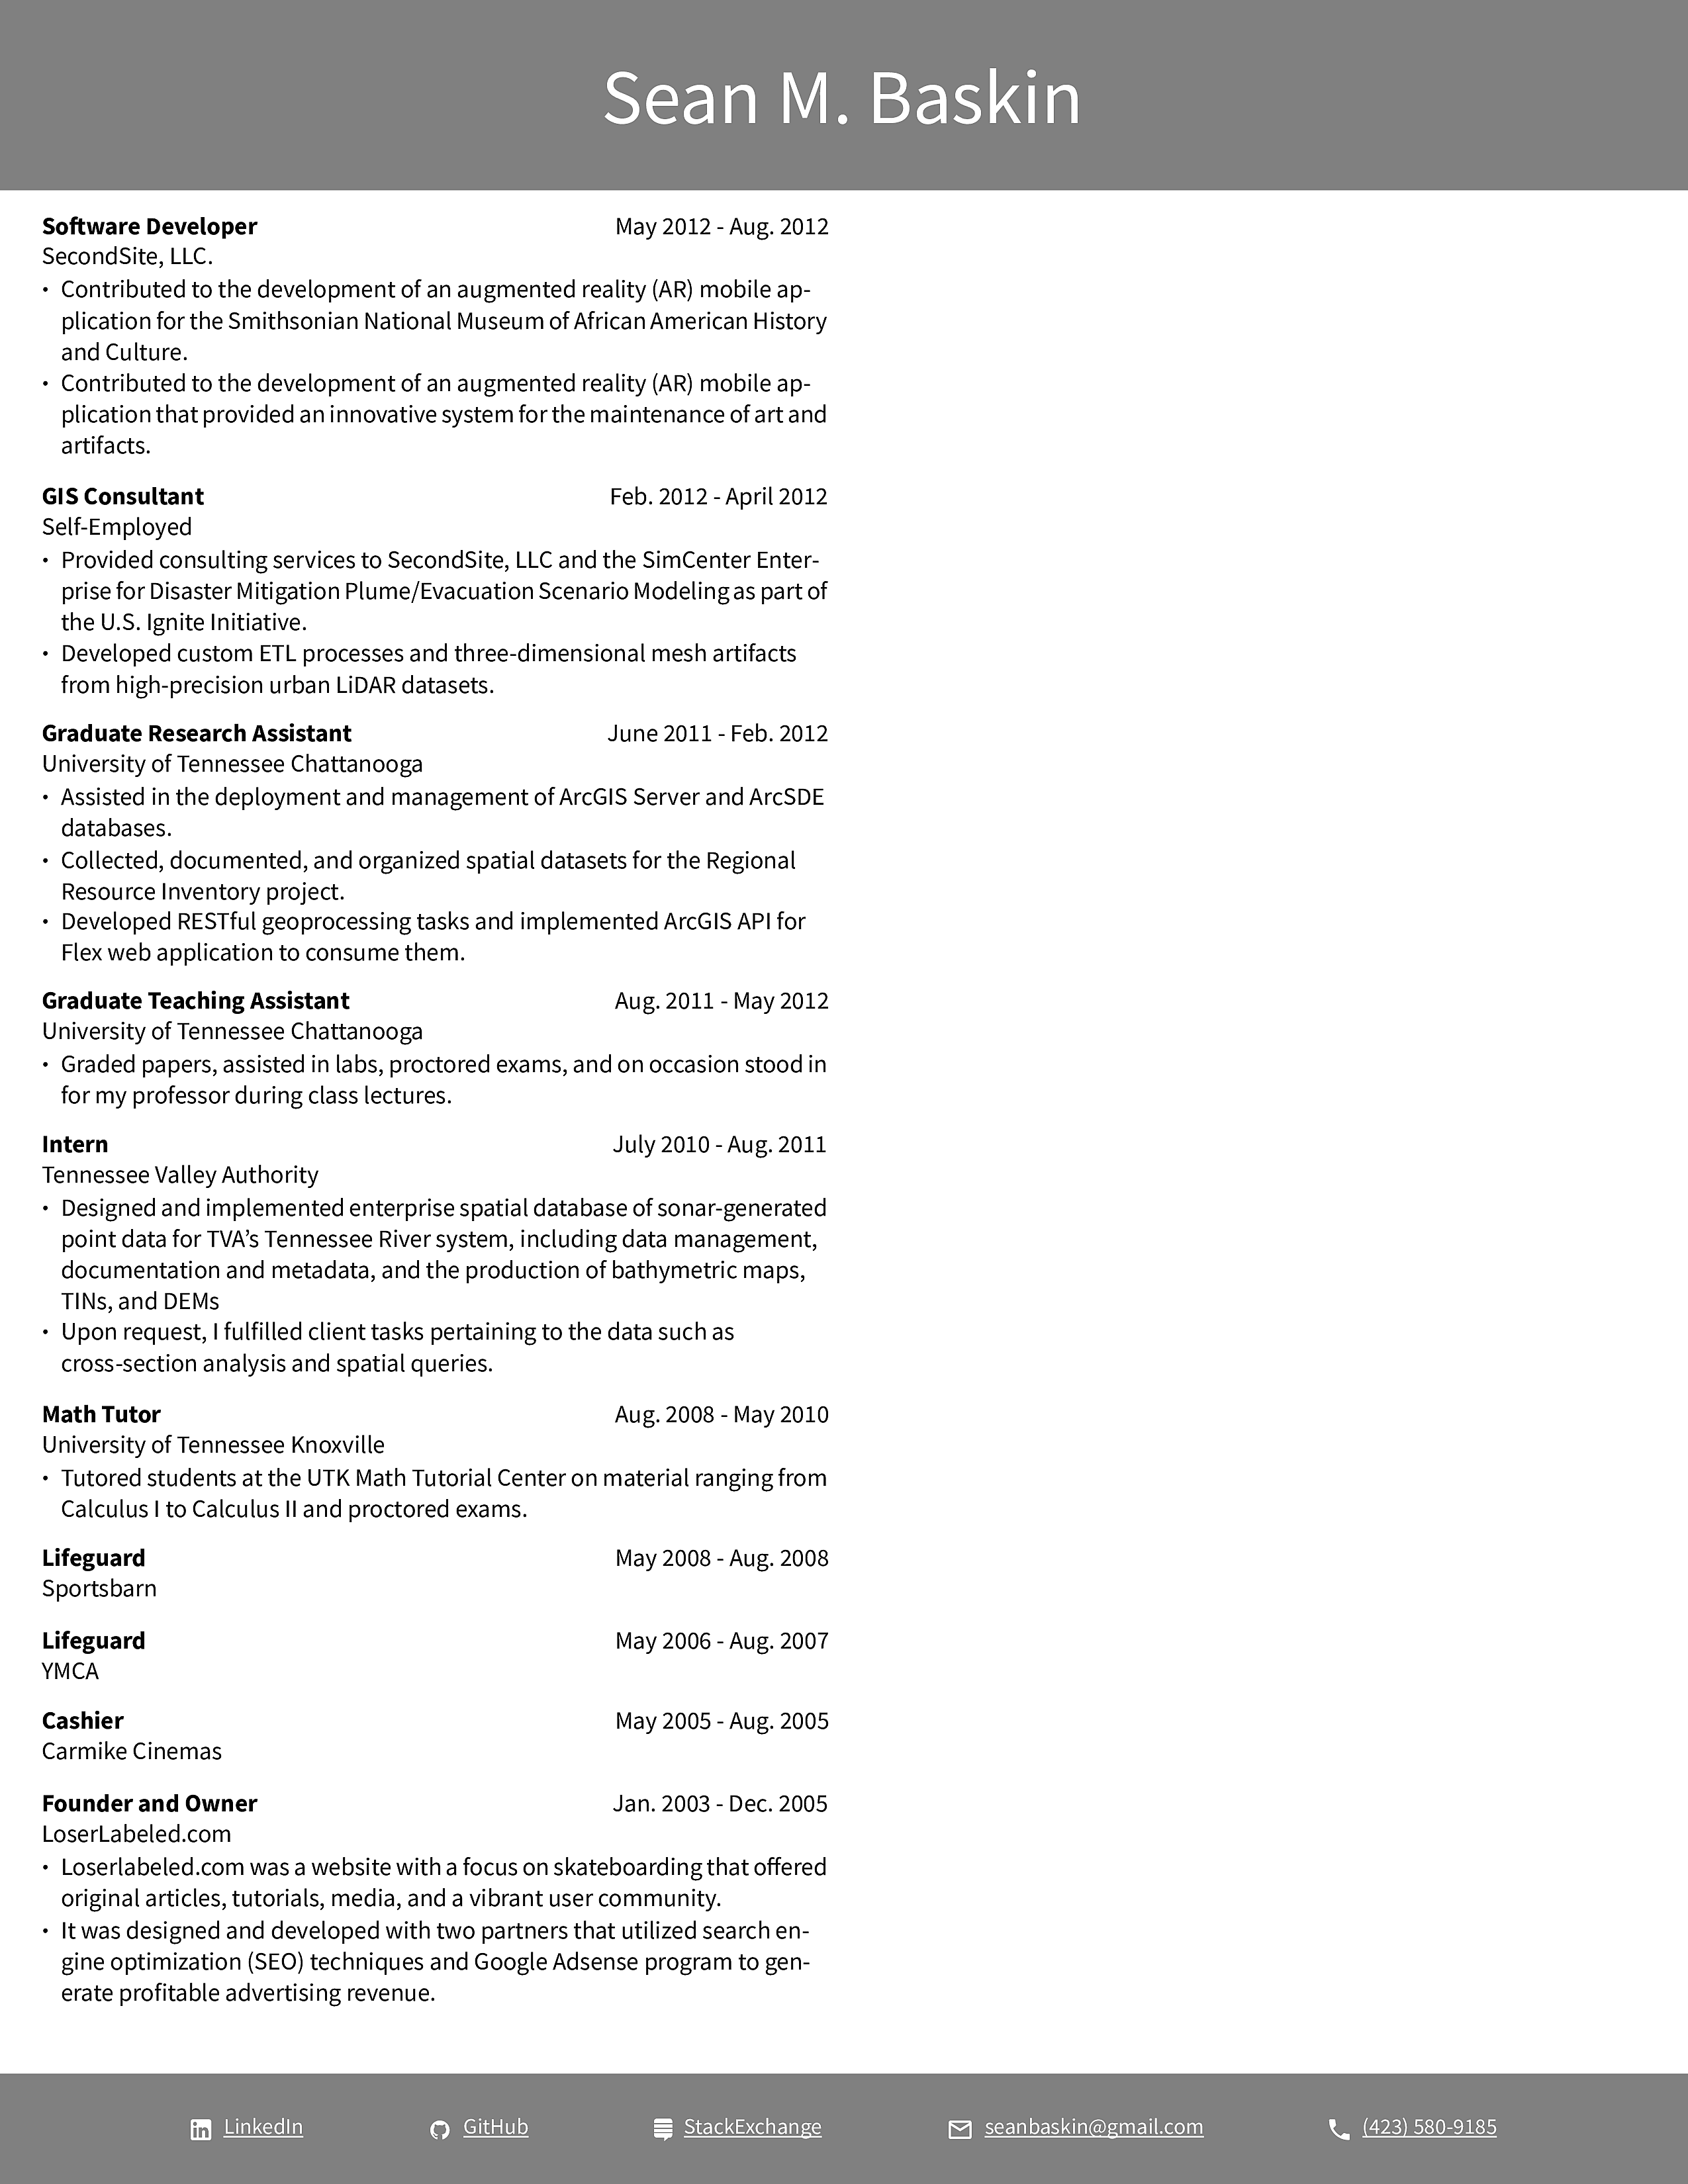 Sean M. Baskin
Software Developer May 2012 - Aug. 2012
SecondSite, LLC.
• Contributed to the development of an augmented reality (AR) mobile ap-
plication for the Smithsonian National Museum of African American History
and Culture.
• Contributed to the development of an augmented reality (AR) mobile ap-
plication that provided an innovative system for the maintenance of art and
artifacts.
GIS Consultant Feb. 2012 - April 2012
Self-Employed
• Provided consulting services to SecondSite, LLC and the SimCenter Enter-
prise for Disaster Mitigation Plume/Evacuation Scenario Modeling as part of
the U.S. Ignite Initiative.
• Developed custom ETL processes and three-dimensional mesh artifacts
from high-precision urban LiDAR datasets.
Graduate Research Assistant June 2011 - Feb. 2012
University of Tennessee Chattanooga
• Assisted in the deployment and management of ArcGIS Server and ArcSDE
databases.
• Collected, documented, and organized spatial datasets for the Regional
Resource Inventory project.
• Developed RESTful geoprocessing tasks and implemented ArcGIS API for
Flex web application to consume them.
Graduate Teaching Assistant Aug. 2011 - May 2012
University of Tennessee Chattanooga
• Graded papers, assisted in labs, proctored exams, and on occasion stood in
for my professor during class lectures.
Intern July 2010 - Aug. 2011
Tennessee Valley Authority
• Designed and implemented enterprise spatial database of sonar-generated
point data for TVA’s Tennessee River system, including data management,
documentation and metadata, and the production of bathymetric maps,
TINs, and DEMs
• Upon request, I fulfilled client tasks pertaining to the data such as
cross-section analysis and spatial queries.
Math Tutor Aug. 2008 - May 2010
University of Tennessee Knoxville
• Tutored students at the UTK Math Tutorial Center on material ranging from
Calculus I to Calculus II and proctored exams.
Lifeguard May 2008 - Aug. 2008
Sportsbarn
Lifeguard May 2006 - Aug. 2007
YMCA
Cashier May 2005 - Aug. 2005
Carmike Cinemas
Founder and Owner Jan. 2003 - Dec. 2005
LoserLabeled.com
• Loserlabeled.com was a website with a focus on skateboarding that offered
original articles, tutorials, media, and a vibrant user community.
• It was designed and developed with two partners that utilized search en-
gine optimization (SEO) techniques and Google Adsense program to gen-
erate profitable advertising revenue.
LinkedIn GitHub StackExchange seanbaskin@gmail.com (423) 580-9185